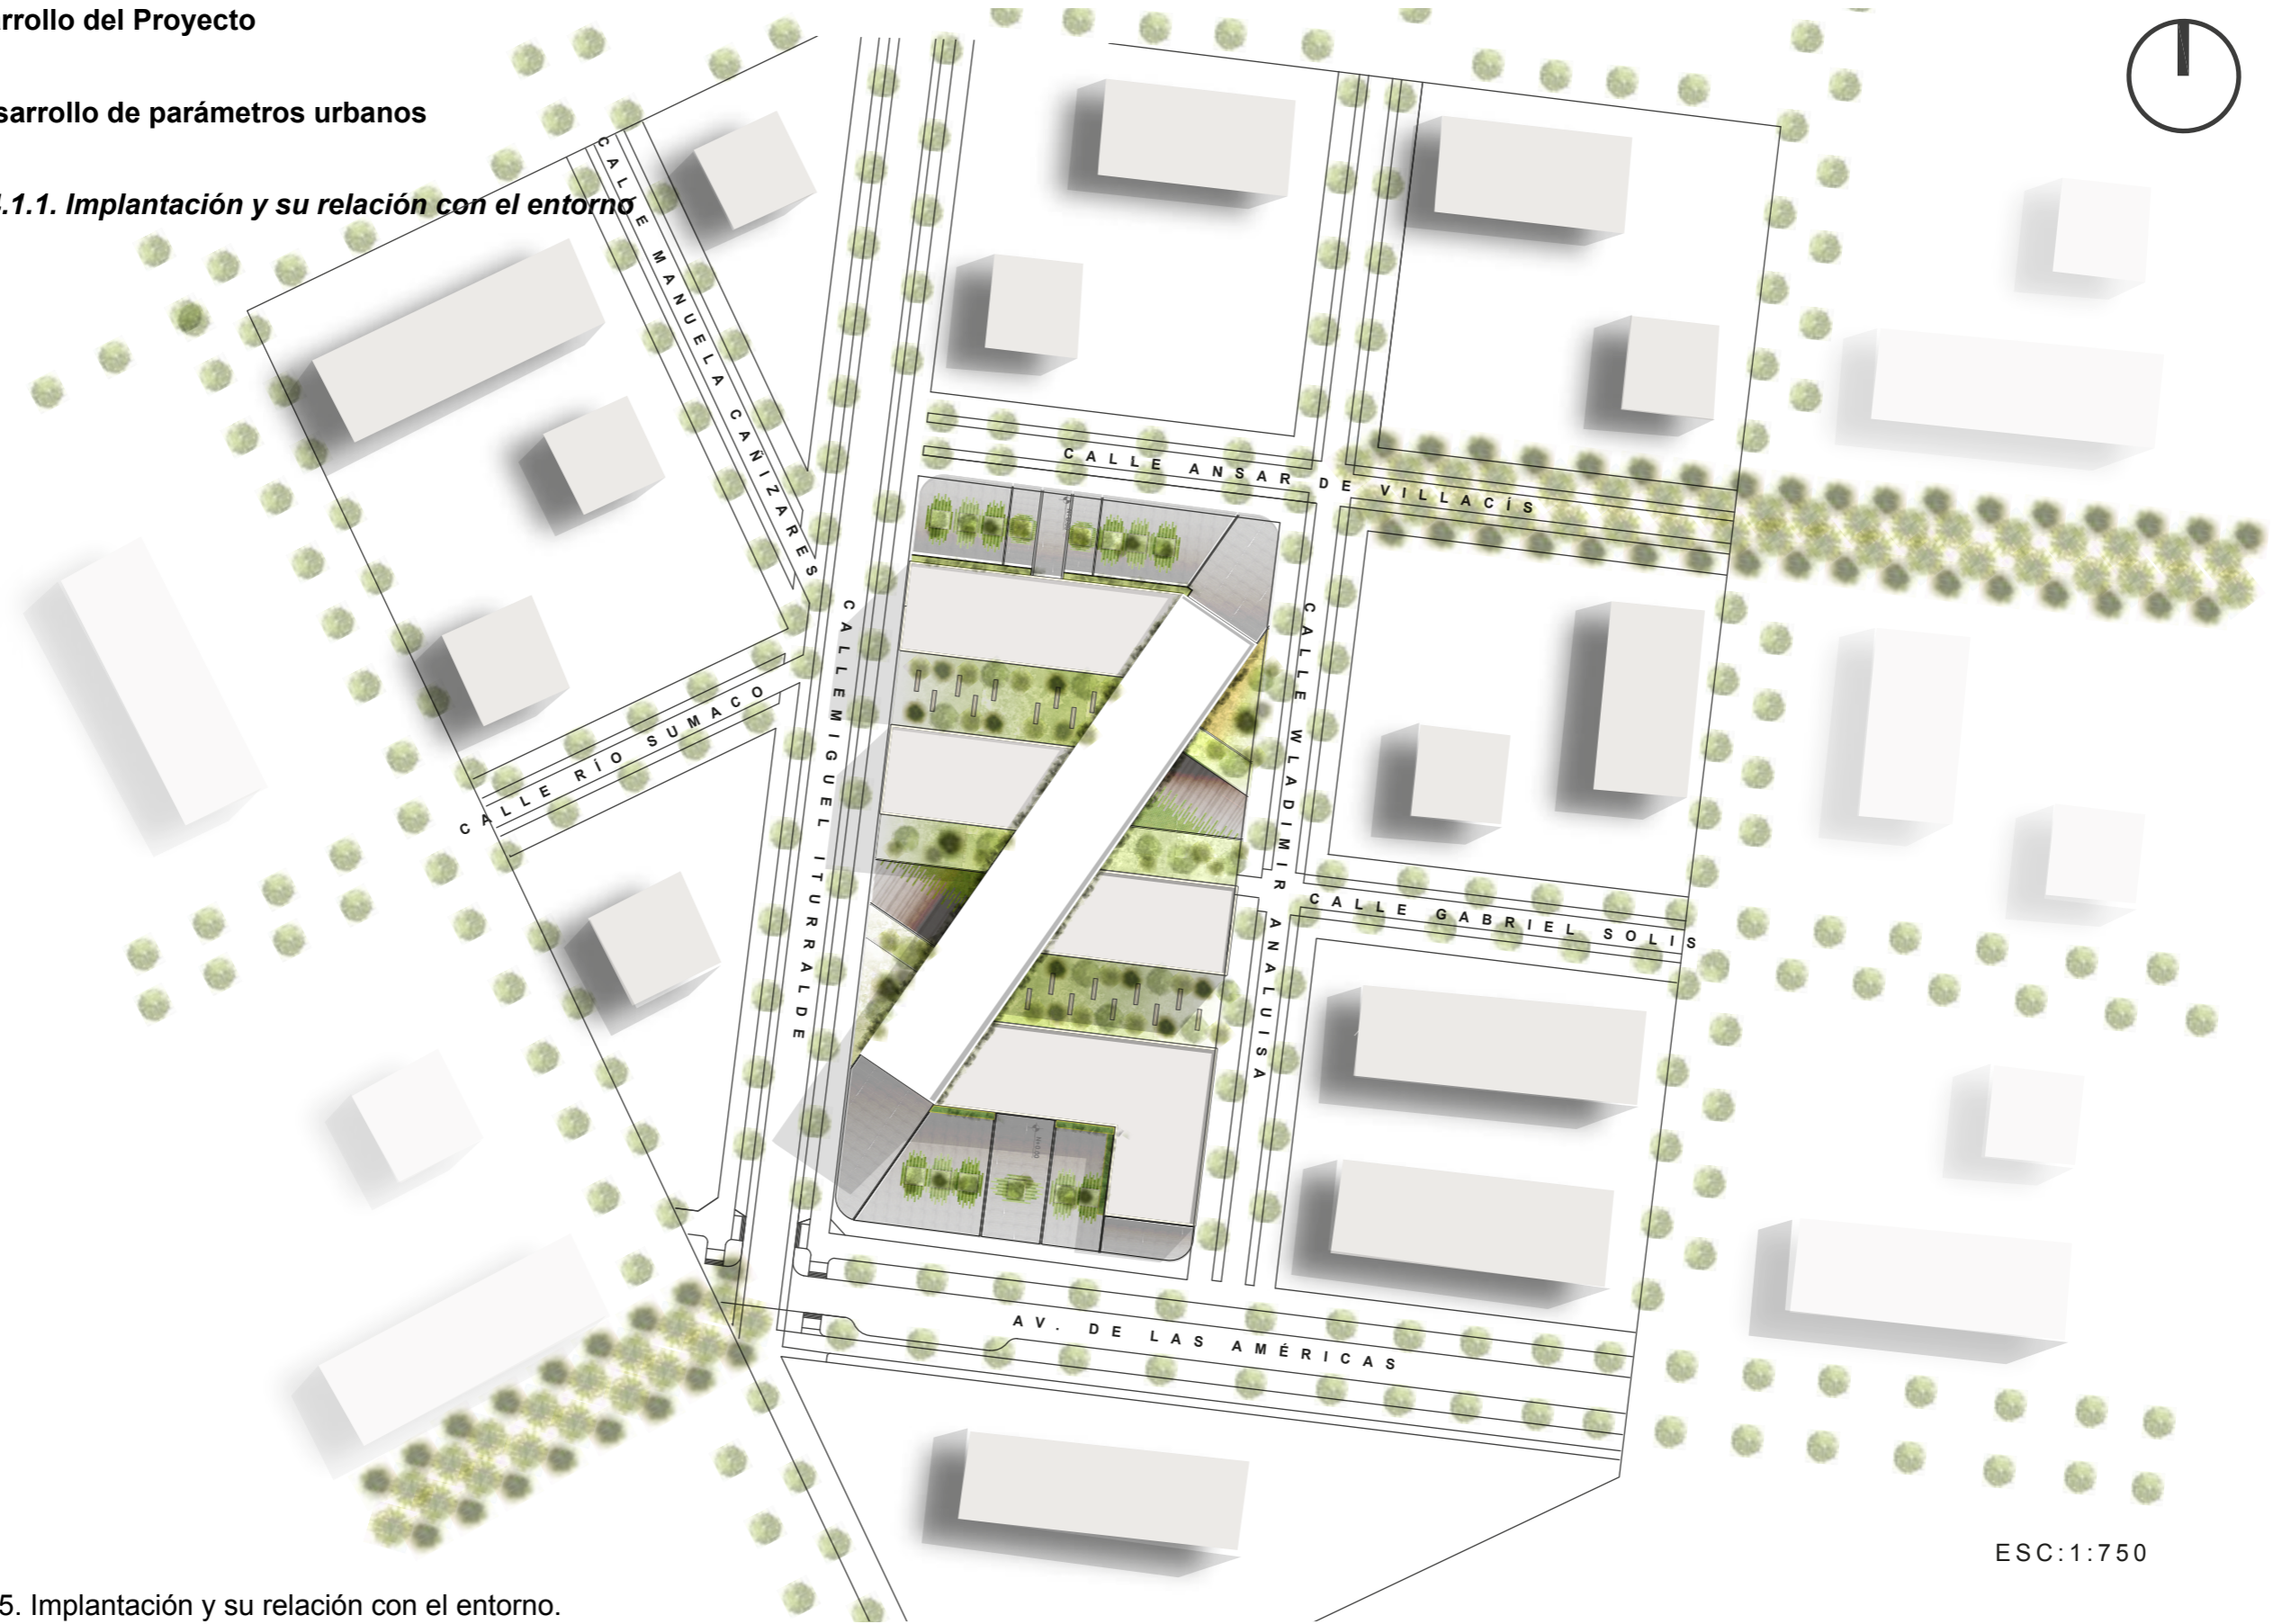 rrollo del Proyecto
sarrollo de parámetros urbanos
.1.1. Implantación y su relación con el entorno
CALLE MANUELA CAÑIZARES
CALLE ANSAR DE VILLACÍS
CALLE MIGUEL ITURRALDE
CALLE WLADIMIR ANALUISA
CALLE RÍO SUMACO
CALLE GABRIEL SOLIS
AV. DE LAS AMÉRICAS
ESC:1:750
5. Implantación y su relación con el entorno.